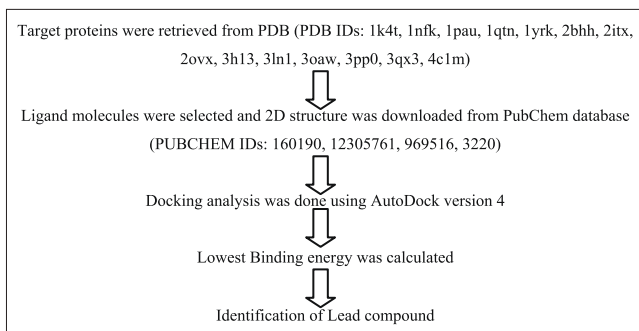 Target proteins were retrieved from PDB (PDB IDs: 1k4t, 1nfk, 1pau, 1qtn, 1yrk, 2bhh, 2itx,
2ovx, 3h13, 3ln1, 3oaw, 3pp0, 3qx3, 4c1m)
Ligand molecules were selected and 2D structure was downloaded from PubChem database
(PUBCHEM IDs: 160190, 12305761, 969516, 3220)
Docking analysis was done using AutoDock version 4
Lowest Binding energy was calculated
Identification of Lead compound